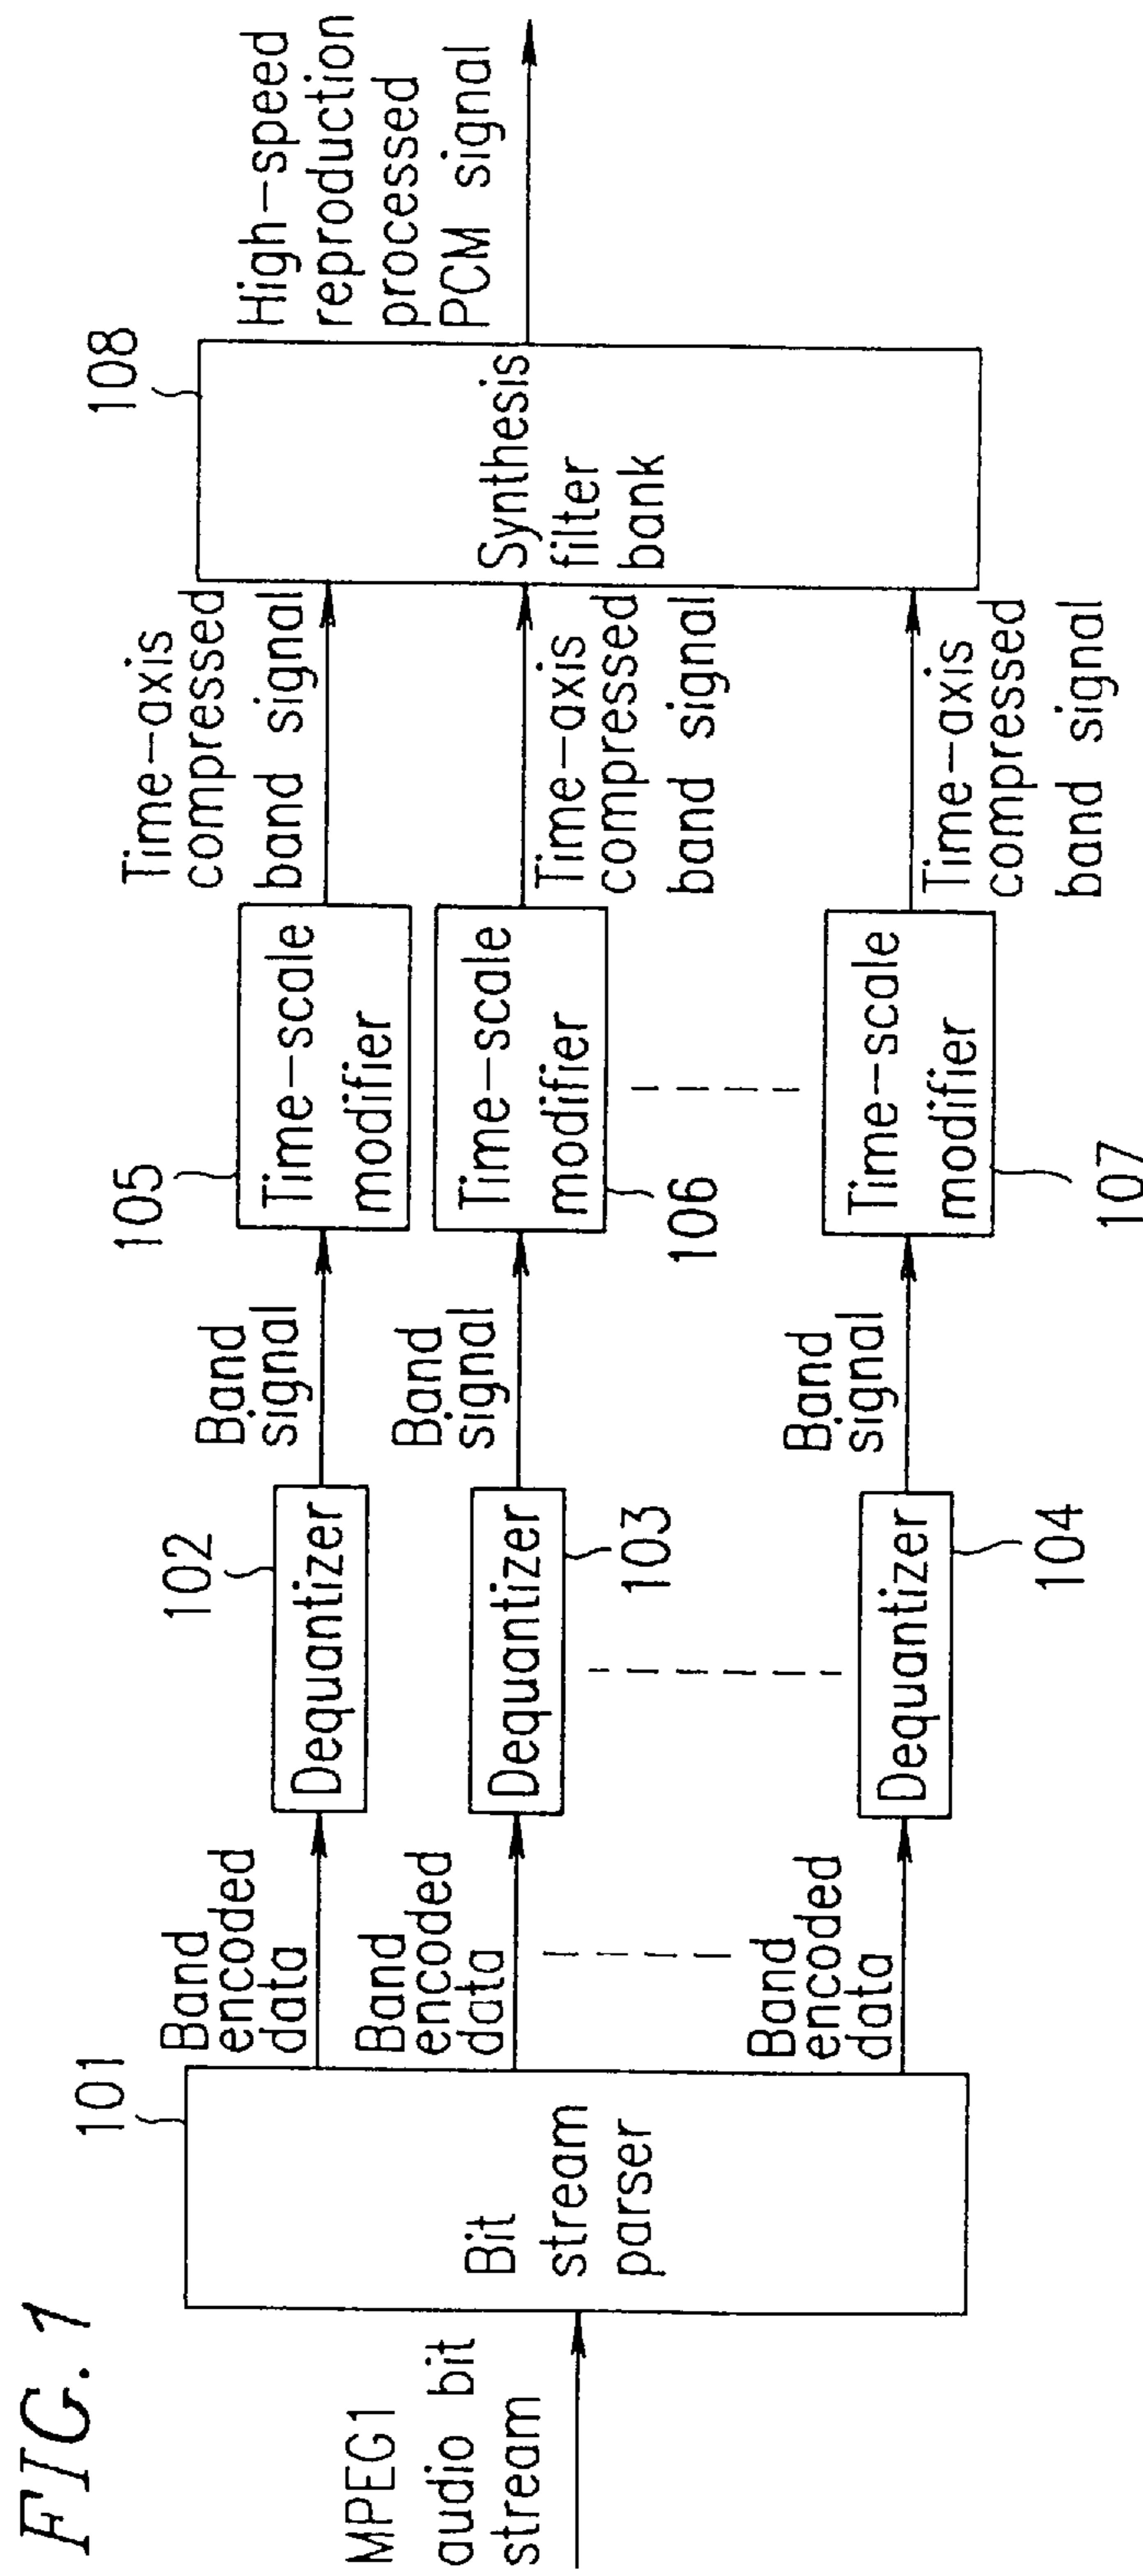 FIG. 1
MPEG1
audio bit
stream
101
Bit
stream
parser
Band
encoded
data
Band
encoded
data
Band
encoded
data
102
Dequantizer
Dequantizer
103
Dequantizer
104
Band
signal
Band
signal
Band
signal
105
Time-scale
modifier
Time-scale
modifier
106
Time-scale
modifier
107
Time-axis
compressed
band signal
Time-axis
compressed
band signal
Time-axis
compressed
band signal
108
Synthesis
filter
bank
High-speed
reproduction
processed
PCM signal